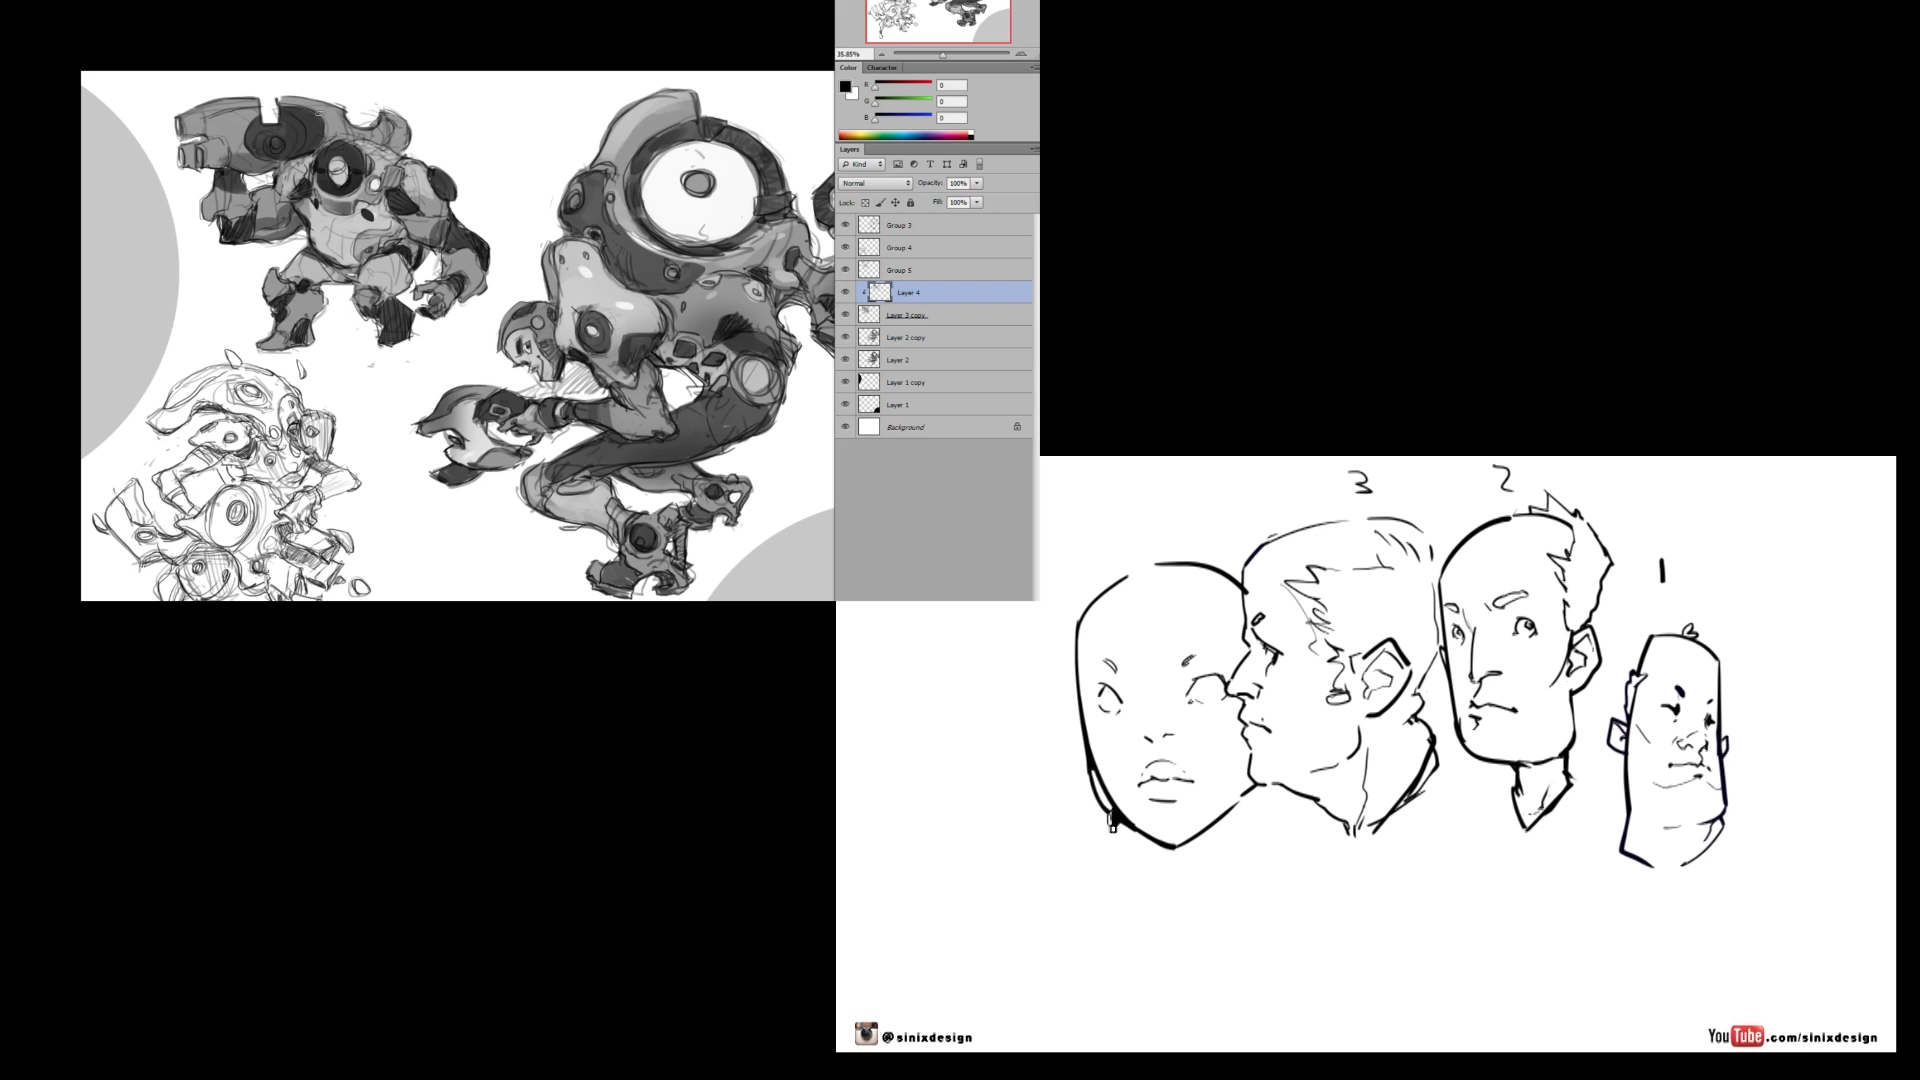 35.85%
Color Character
R 0
G 0
B 0
Layers
Kind
Normal Opacity: 100%
Lock: Fill: 100%
Group 3
Group 4
Group 5
Layer 4
Layer 3 copy
Layer 2 copy
Layer 2
Layer 1 copy
Layer 1
Background
3 2 1
@sinixdesign
YouTube.com/sinixdesign